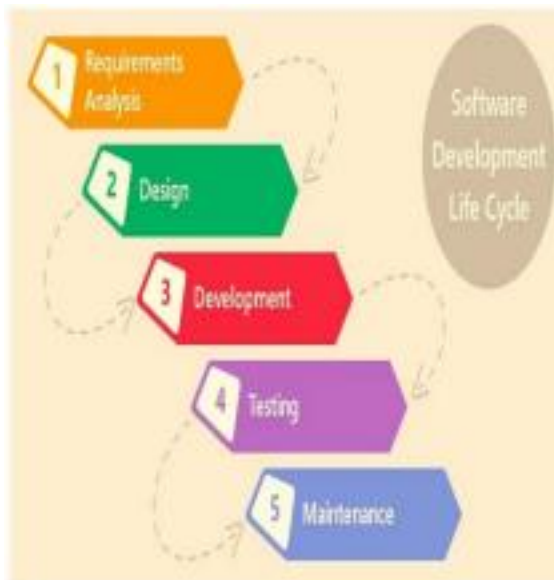 1
Requirements
Analysis
Software
Development
Life Cycle
2
Design
3
Development
4
Testing
5
Maintenance